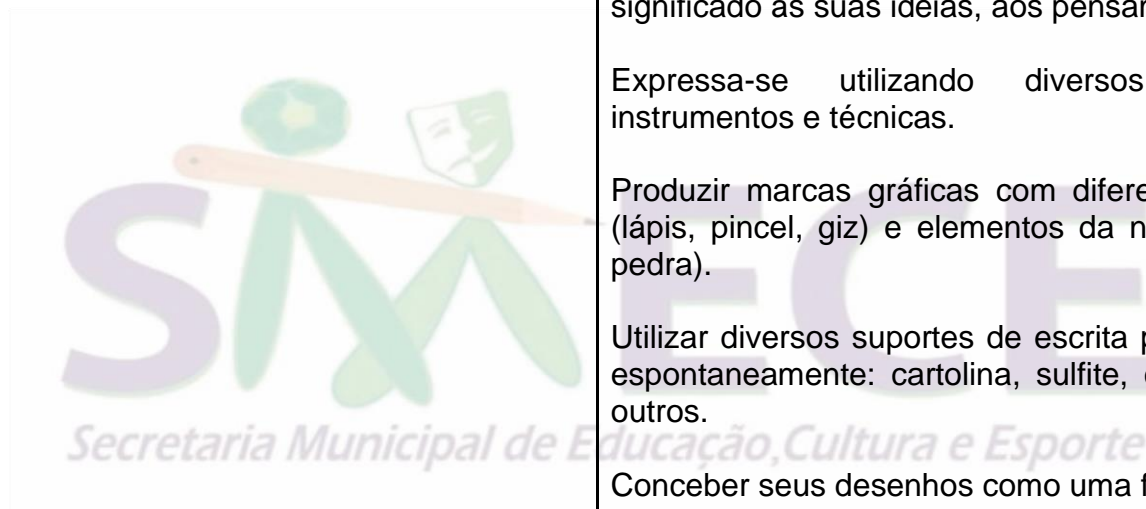 significado às suas ideias, aos
Expressa-se utilizando diversos
instrumentos e técnicas.
Produzir marcas gráficas com
(lápis, pincel, giz) e elementos da
pedra).
Utilizar diversos suportes de escrita
espontaneamente: cartolina, sulfite,
outros.
Conceber seus desenhos como uma
SMECE
Secretaria Municipal de Educação,Cultura e Esporte